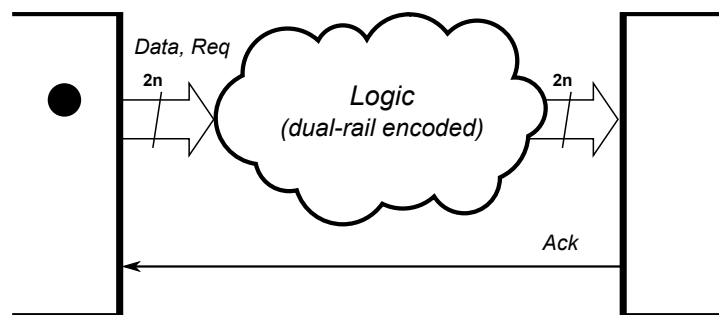 Data, Req
2n
Logic
(dual-rail encoded)
2n
Ack